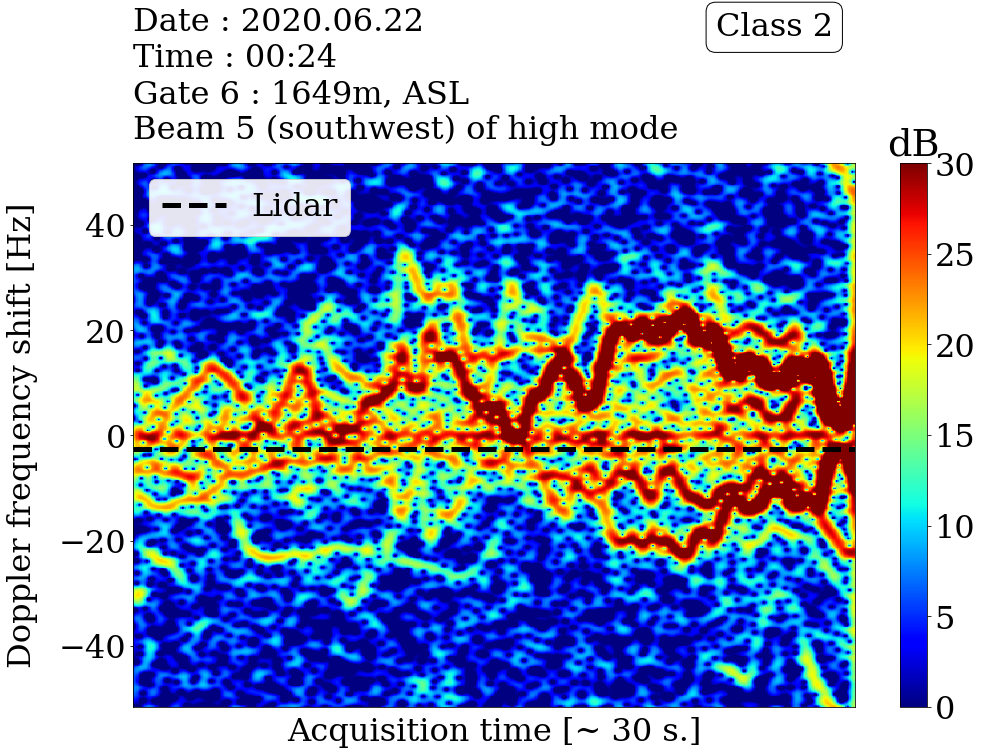 Date : 2020.06.22
Time : 00:24
Gate 6 : 1649m, ASL
Beam 5 (southwest) of high mode
Class 2
dB
Lidar
Doppler frequency shift [Hz]
40
20
0
−20
−40
30
25
20
15
10
5
0
Acquisition time [~ 30 s.]